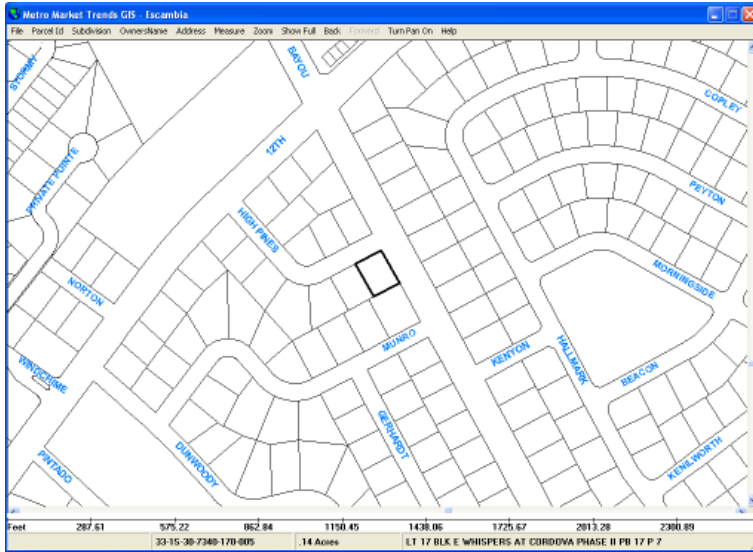 Metro Market Trends GIS - Escambia
File Parcel Id Subdivision OwnersName Address Measure Zoom Show Full Back Forward Turn Pan On Help
STORMY
BAYOU
COPLEY
12TH
PRIVATE POINTE
PEYTON
HIGH PINES
MORNINGSIDE
NORTON
MUNRO
KENYON
HALLMARK
WINDCHIME
BEACON
GERHARDT
DUNWOODY
PINTADO
KENILWORTH
Feet 287.61 575.22 862.84 1150.45 1438.06 1725.67 2013.28 2300.89
33-1S-30-7340-170-005 .14 Acres LT 17 BLK E WHISPERS AT CORDOVA PHASE II PB 17 P 7